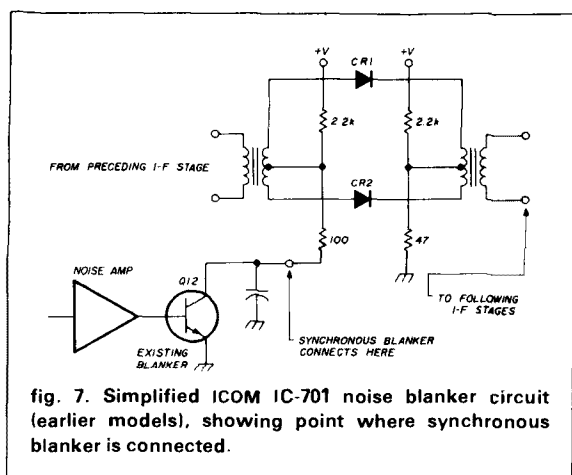 +V
+V
CR1
2.2k
2.2k
FROM PRECEDING I-F STAGE
CR2
100
47
NOISE AMP
Q12
TO FOLLOWING
I-F STAGES
EXISTING
BLANKER
SYNCHRONOUS BLANKER
CONNECTS HERE
fig. 7. Simplified ICOM IC-701 noise blanker circuit
(earlier models), showing point where synchronous
blanker is connected.